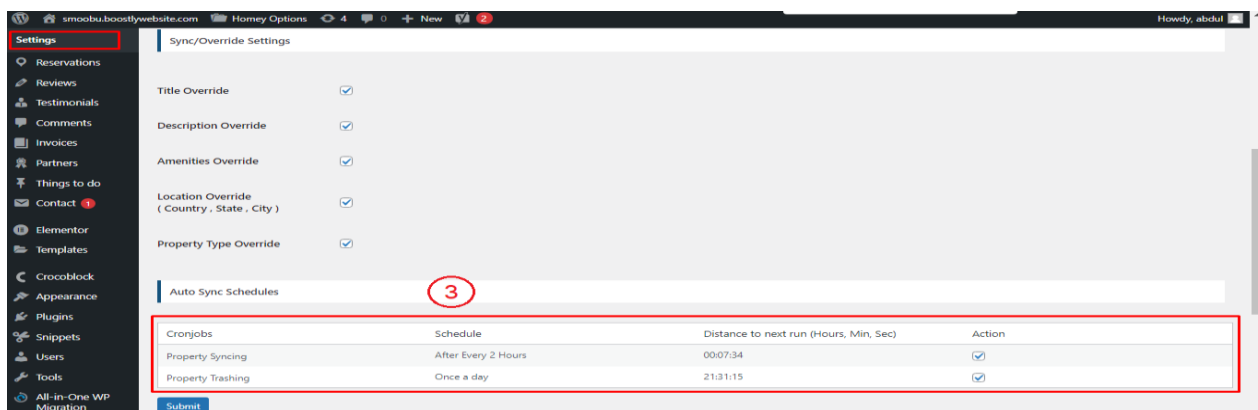 smoobu.boostlywebsite.com Homey Options 4 0 + New 2 Howdy, abdul
Settings
Reservations
Reviews
Testimonials
Comments
Invoices
Partners
Things to do
Contact 1
Elementor
Templates
Crocoblock
Appearance
Plugins
Snippets
Users
Tools
All-in-One WP
Migration
Sync/Override Settings
Title Override
Description Override
Amenities Override
Location Override
( Country , State , City )
Property Type Override
Auto Sync Schedules
3
Cronjobs Schedule Distance to next run (Hours, Min, Sec) Action
Property Syncing After Every 2 Hours 00:07:34
Property Trashing Once a day 21:31:15
Submit